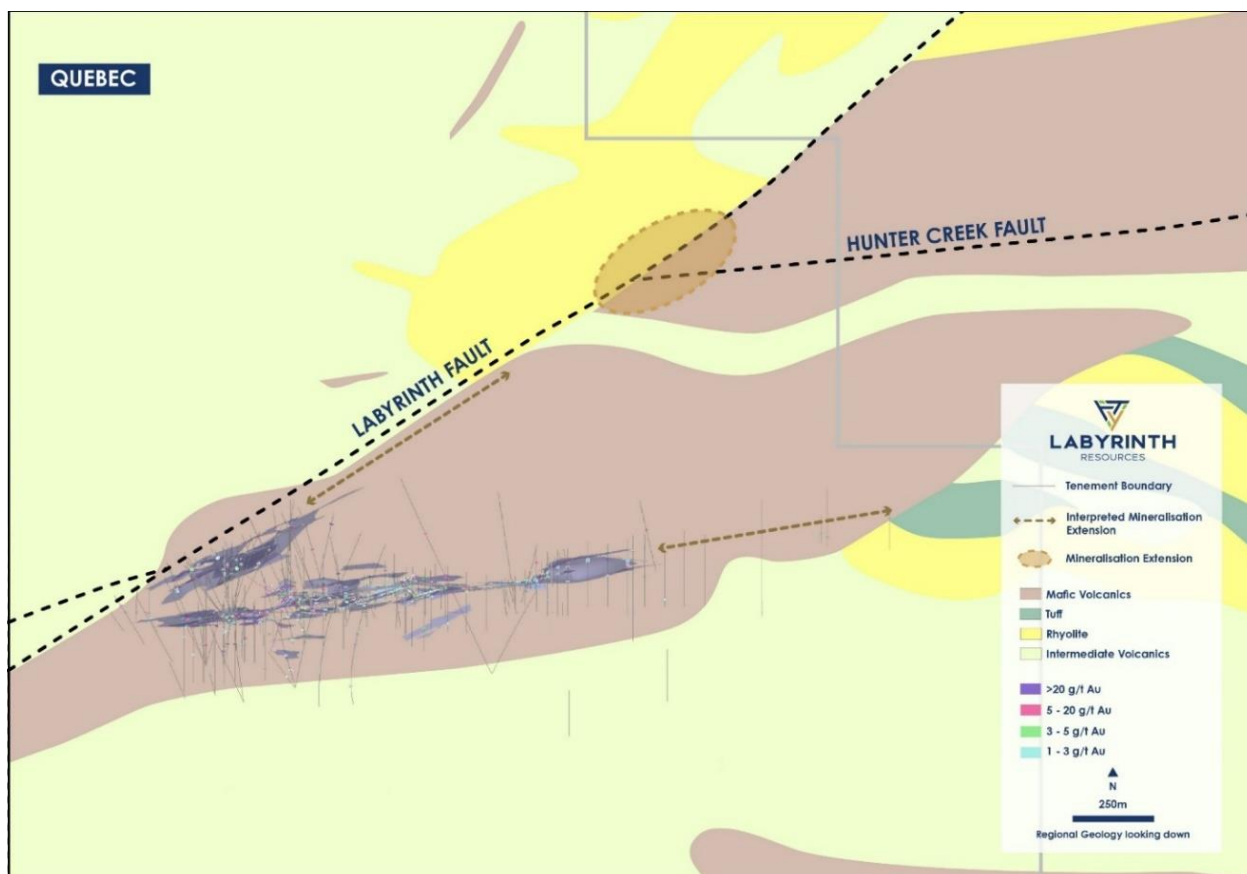 QUEBEC
HUNTER CREEK FAULT
LABYRINTH FAULT
LABYRINTH
RESOURCES
Tenement Boundary
Interpreted Mineralisation
Extension
Mineralisation Extension
Mafic Volcanics
Tuff
Rhyolite
Intermediate Volcanics
>20 g/t Au
5 - 20 g/t Au
3 - 5 g/t Au
1 - 3 g/t Au
N
250m
Regional Geology looking down